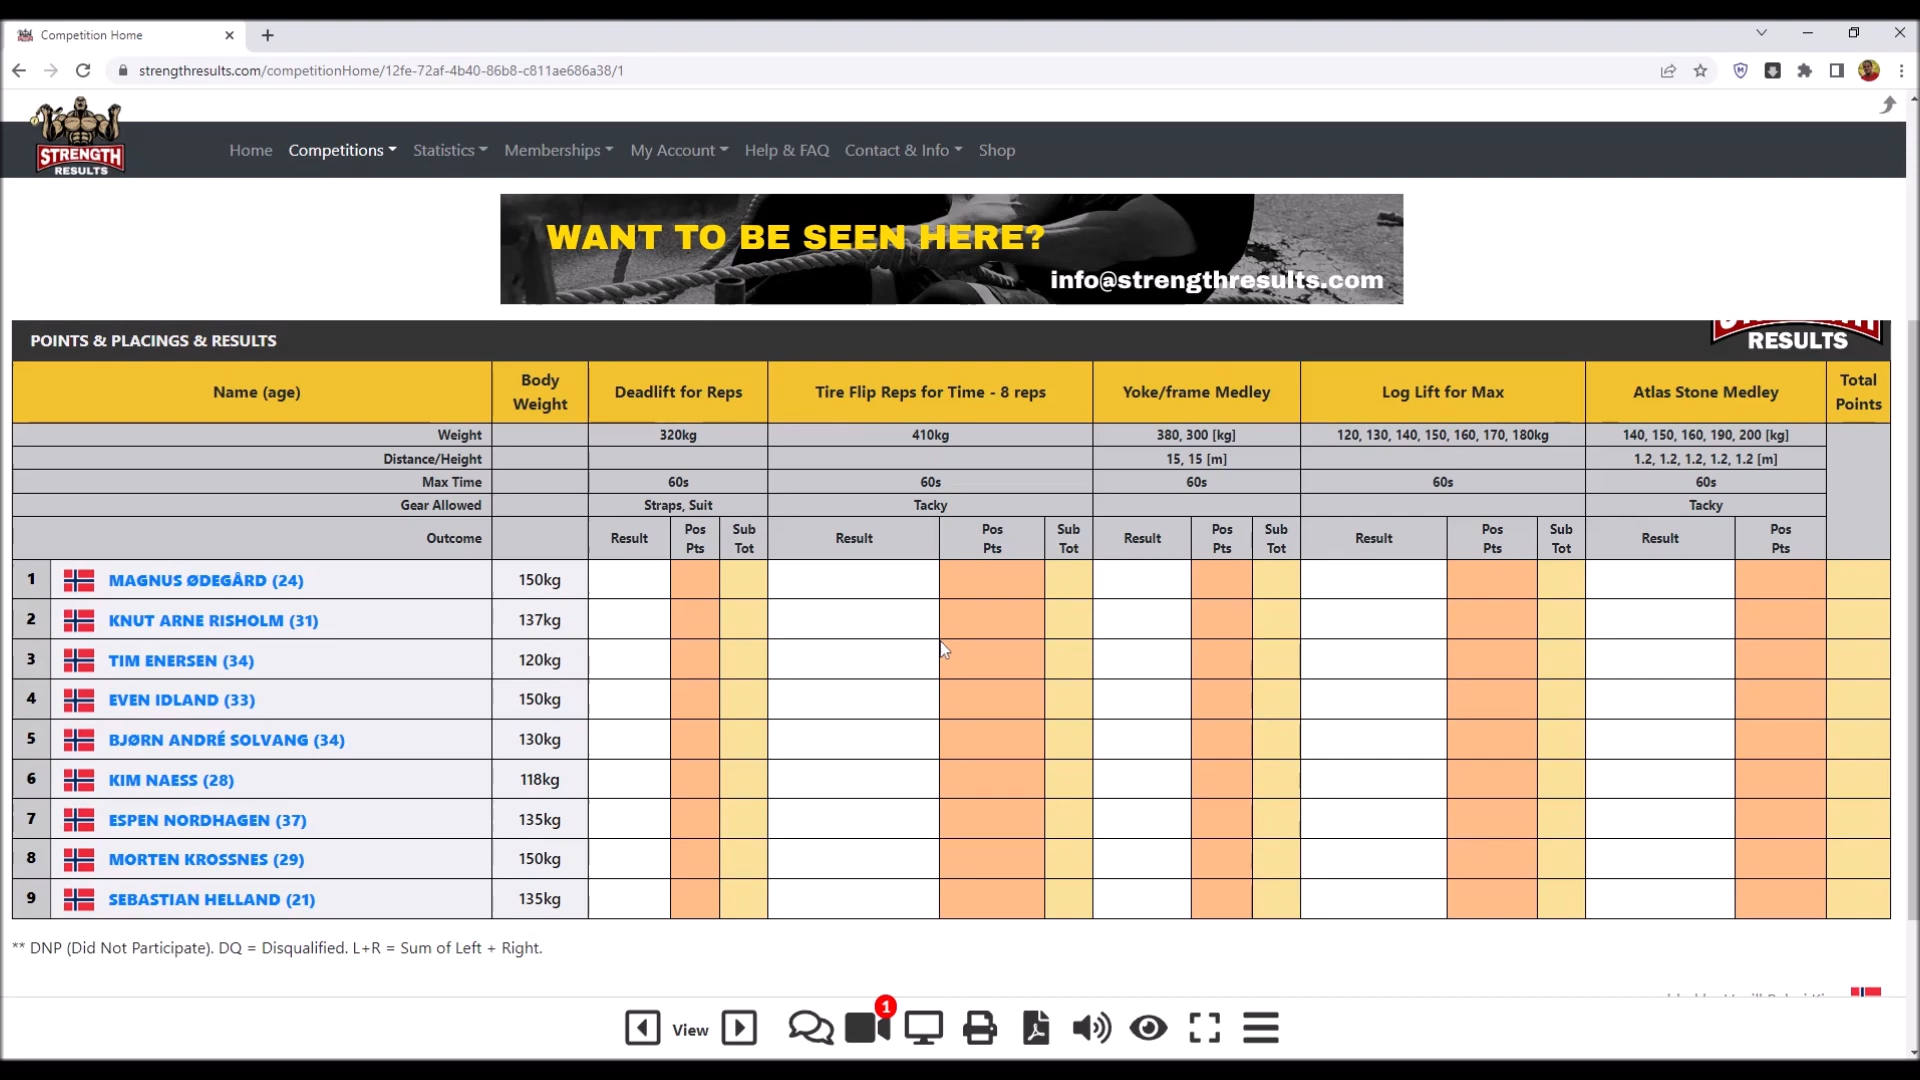 Competition Home
strengthresults.com/competitionHome/12fe-72af-4b40-86b8-c811ae686a38/1
STRENGTH
RESULTS
Home Competitions Statistics Memberships My Account Help & FAQ Contact & Info Shop
WANT TO BE SEEN HERE?
info@strengthresults.com
POINTS & PLACINGS & RESULTS
RESULTS
Name (age) Body Weight Deadlift for Reps Tire Flip Reps for Time - 8 reps Yoke/frame Medley Log Lift for Max Atlas Stone Medley Total Points
Weight 320kg 410kg 380, 300 [kg] 120, 130, 140, 150, 160, 170, 180kg 140, 150, 160, 190, 200 [kg]
Distance/Height 15, 15 [m] 1.2, 1.2, 1.2, 1.2, 1.2 [m]
Max Time 60s 60s 60s 60s 60s
Gear Allowed Straps, Suit Tacky Tacky
Outcome Result Pos Pts Sub Tot Result Pos Pts Sub Tot Result Pos Pts Sub Tot Result Pos Pts Sub Tot Result Pos Pts
1 MAGNUS ØDEGÅRD (24) 150kg
2 KNUT ARNE RISHOLM (31) 137kg
3 TIM ENERSEN (34) 120kg
4 EVEN IDLAND (33) 150kg
5 BJØRN ANDRÉ SOLVANG (34) 130kg
6 KIM NAESS (28) 118kg
7 ESPEN NORDHAGEN (37) 135kg
8 MORTEN KROSSNES (29) 150kg
9 SEBASTIAN HELLAND (21) 135kg
** DNP (Did Not Participate). DQ = Disqualified. L+R = Sum of Left + Right.
View 1